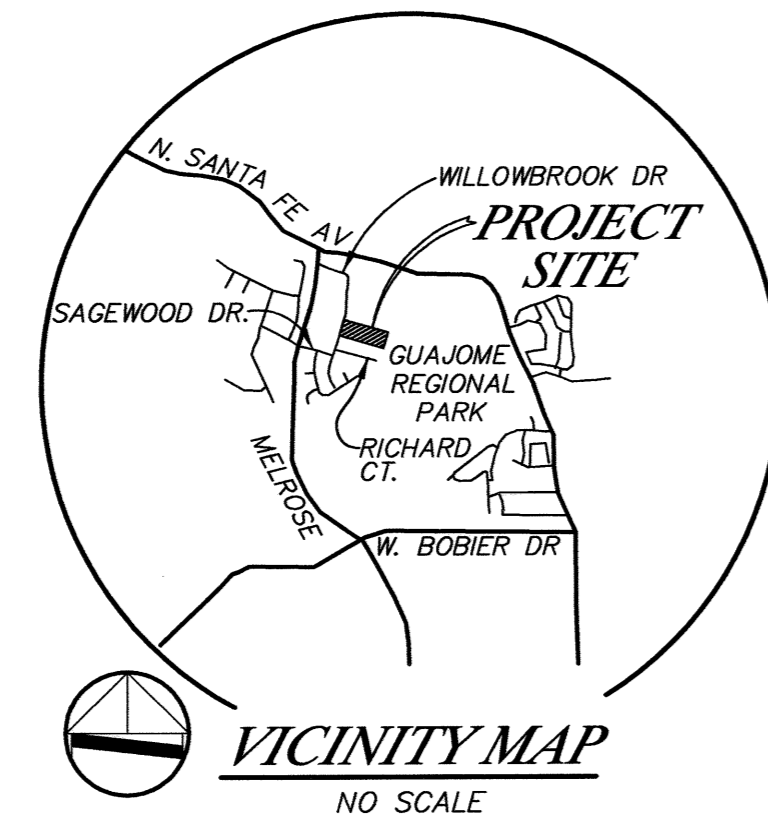 N. SANTA FE AV
WILLOWBROOK DR
PROJECT
SITE
SAGEWOOD DR.
GUAJOME
REGIONAL
PARK
RICHARD
CT.
MELROSE
W. BOBIER DR
VICINITY MAP
NO SCALE